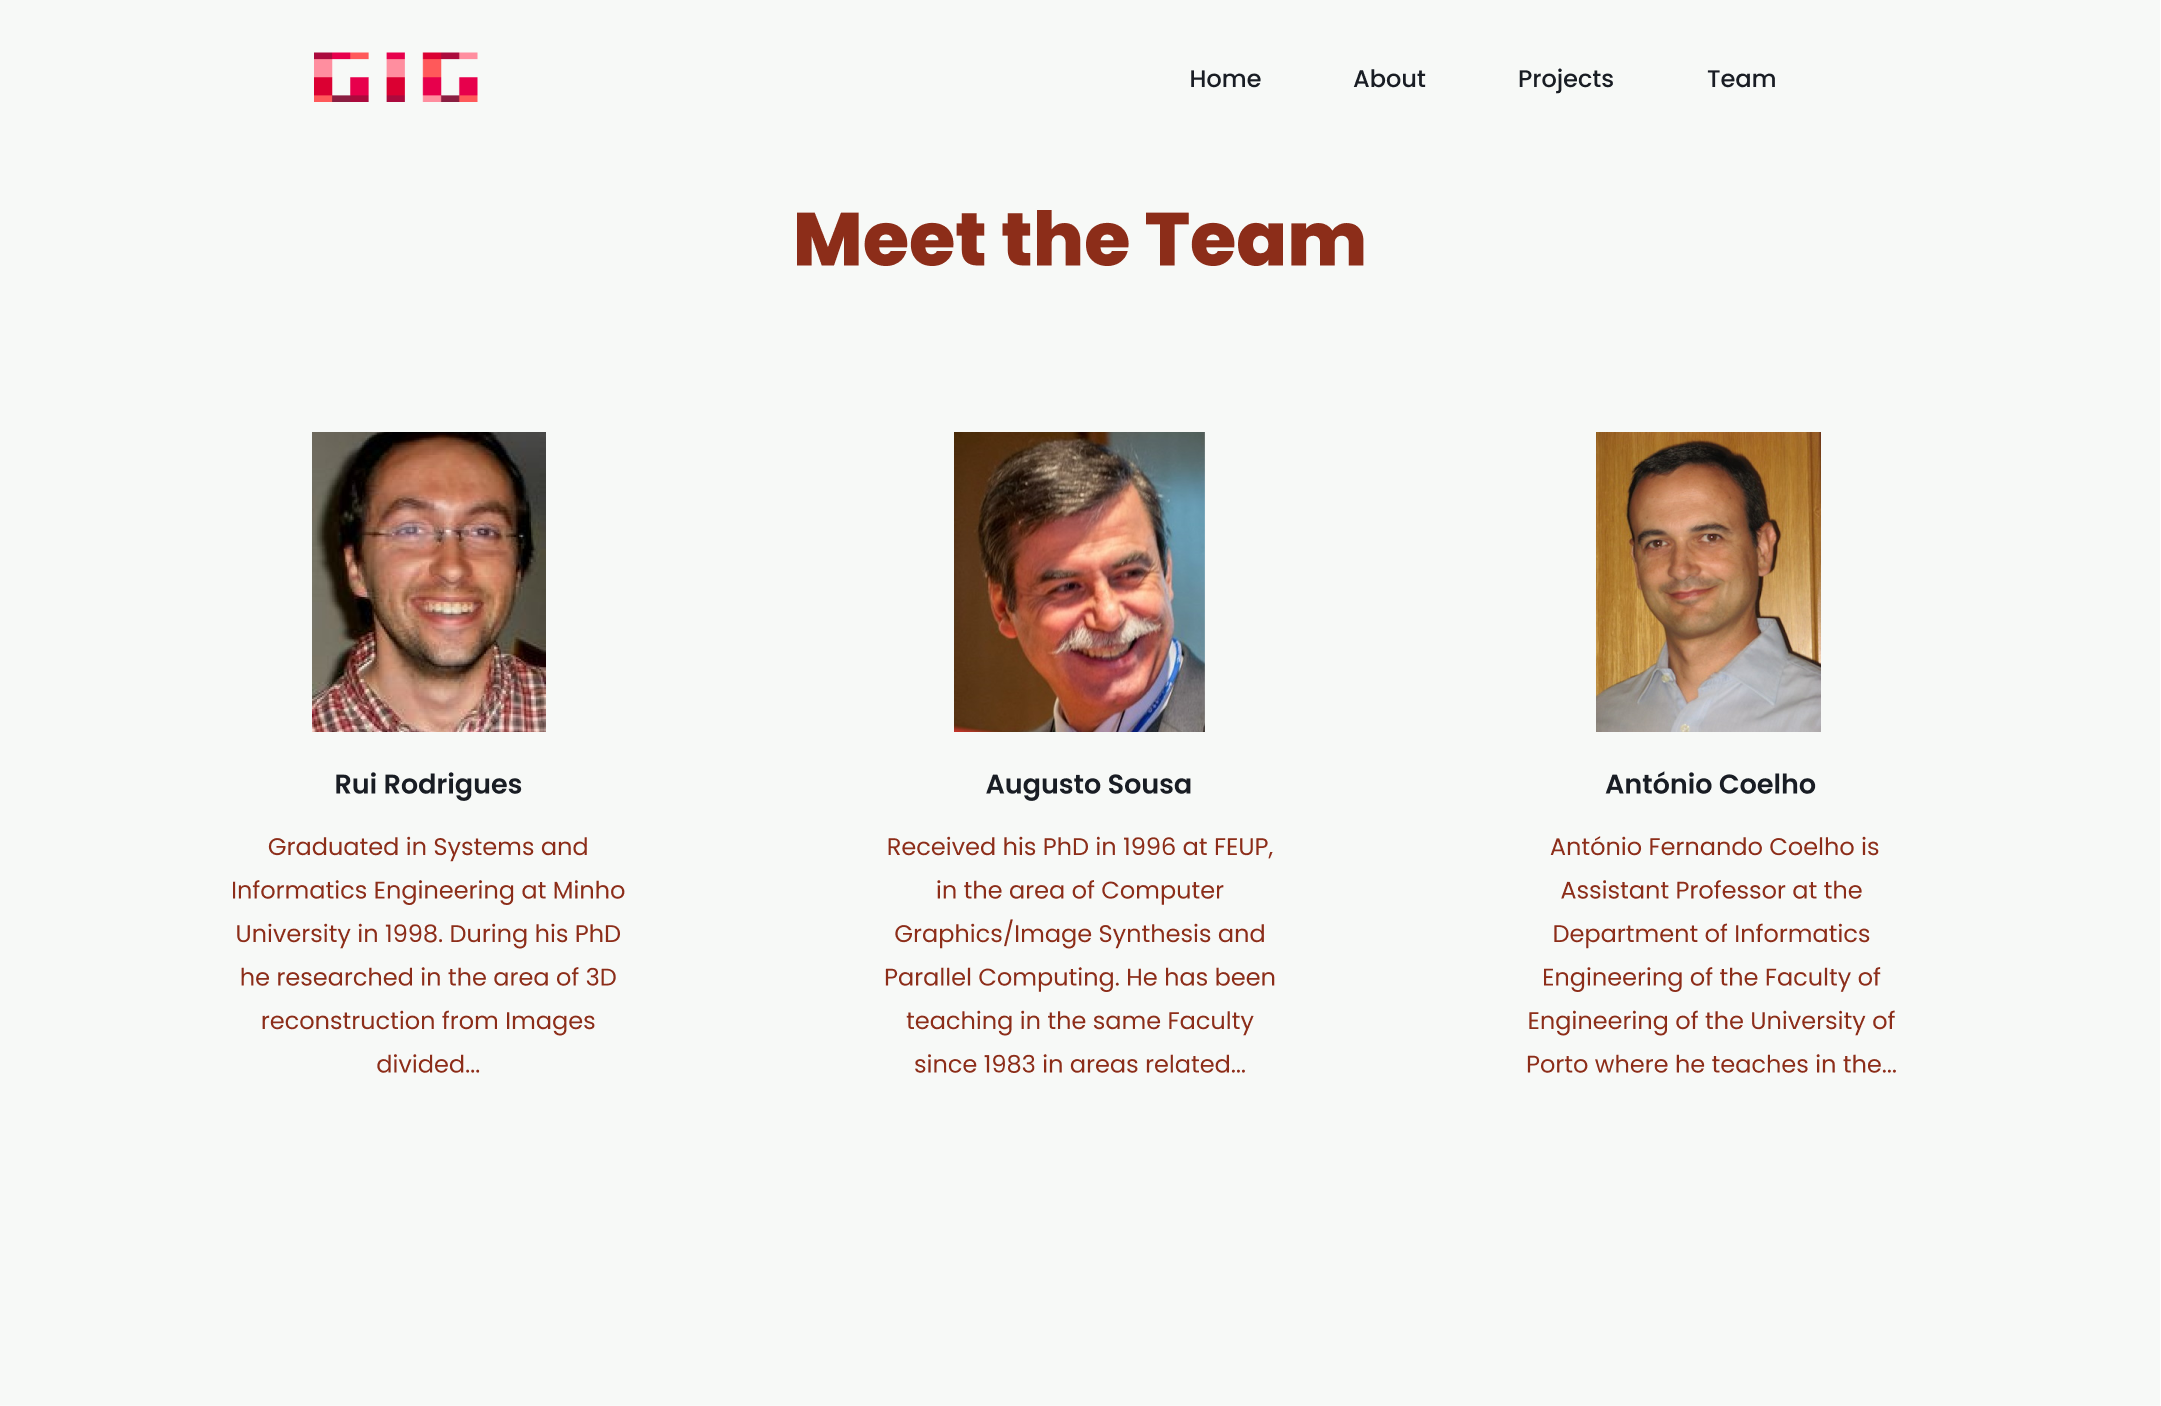 GIG
Home About Projects Team
Meet the Team
Rui Rodrigues
Graduated in Systems and
Informatics Engineering at Minho
University in 1998. During his PhD
he researched in the area of 3D
reconstruction from Images
divided...
Augusto Sousa
Received his PhD in 1996 at FEUP,
in the area of Computer
Graphics/Image Synthesis and
Parallel Computing. He has been
teaching in the same Faculty
since 1983 in areas related...
António Coelho
António Fernando Coelho is
Assistant Professor at the
Department of Informatics
Engineering of the Faculty of
Engineering of the University of
Porto where he teaches in the...